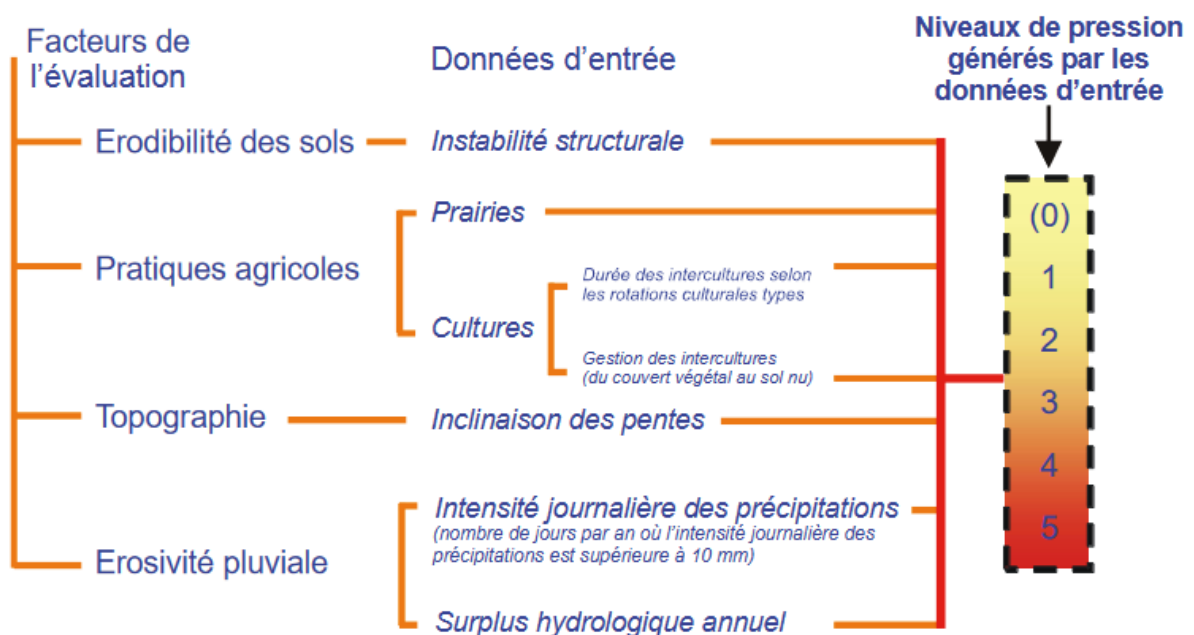 Facteurs de
l’évaluation
Données d’entrée
Niveaux de pression
générés par les
données d’entrée
Erodibilité des sols
Instabilité structurale
Pratiques agricoles
Prairies
Cultures
Durée des intercultures selon
les rotations culturales types
Gestion des intercultures
(du couvert végétal au sol nu)
Topographie
Inclinaison des pentes
Erosivité pluviale
Intensité journalière des précipitations
(nombre de jours par an où l’intensité journalière des
précipitations est supérieure à 10 mm)
Surplus hydrologique annuel
(0)
1
2
3
4
5